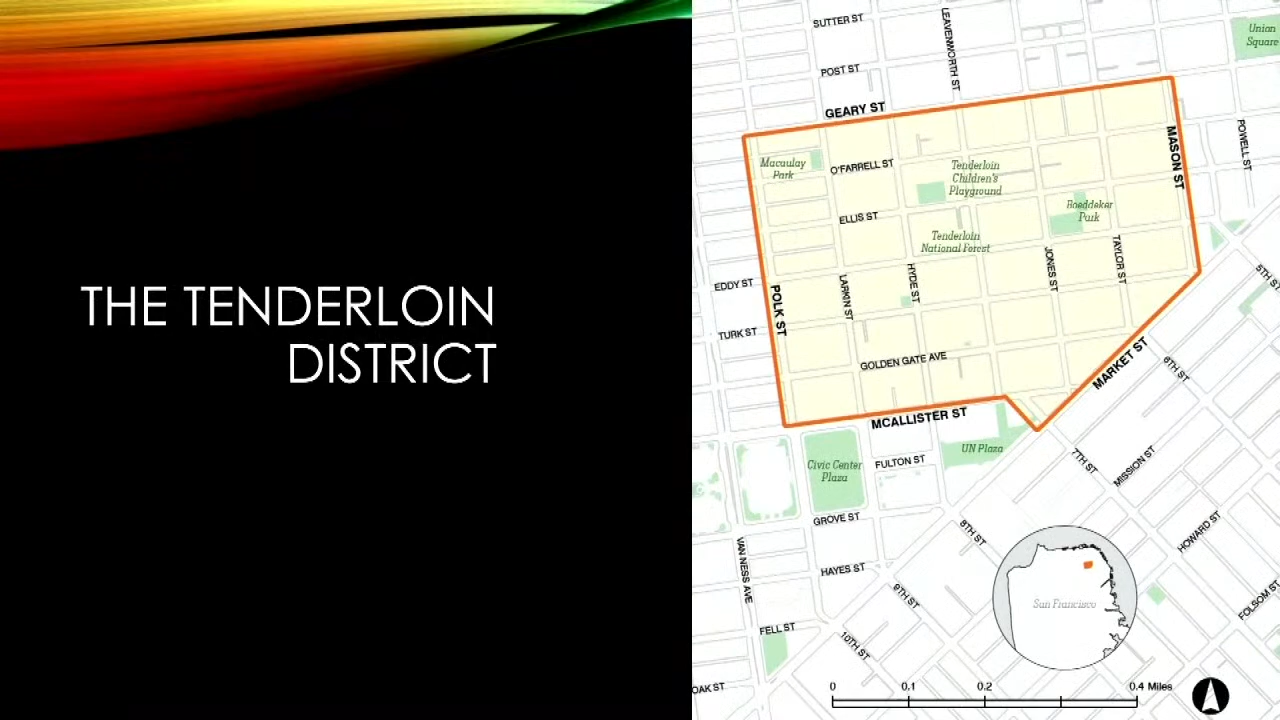 THE TENDERLOIN
DISTRICT
SUTTER ST
LEAVENWORTH ST
Union
Square
POST ST
GEARY ST
MASON ST
POWELL ST
Macaulay
Park
O'FARRELL ST
Tenderloin
Children's
Playground
Boeddeker
Park
ELLIS ST
Tenderloin
National Forest
EDDY ST
POLK ST
LARKIN ST
HYDE ST
JONES ST
TAYLOR ST
5TH ST
TURK ST
GOLDEN GATE AVE
MARKET ST
6TH ST
MCALLISTER ST
Civic Center
Plaza
FULTON ST
UN Plaza
7TH ST
MISSION ST
GROVE ST
8TH ST
HOWARD ST
VAN NESS AVE
HAYES ST
9TH ST
San Francisco
FOLSOM ST
FELL ST
10TH ST
OAK ST
0 0.1 0.2 0.4 Miles